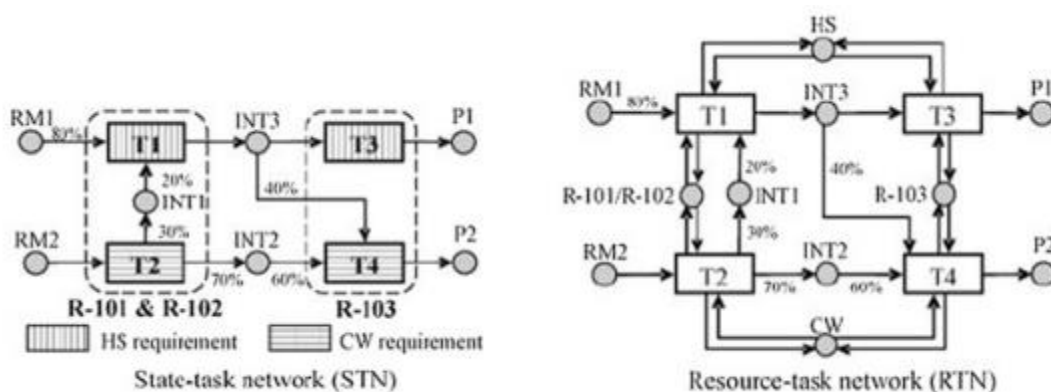 RM1
80%
T1
INT3
T3
P1
20%
INT1
40%
30%
RM2
T2
INT2
T4
P2
70%
60%
R-101 & R-102
R-103
HS requirement
CW requirement
State-task network (STN)
HS
RM1
80%
T1
INT3
T3
P1
20%
40%
R-101/R-102
INT1
R-103
30%
RM2
T2
INT2
T4
P2
70%
60%
CW
Resource-task network (RTN)